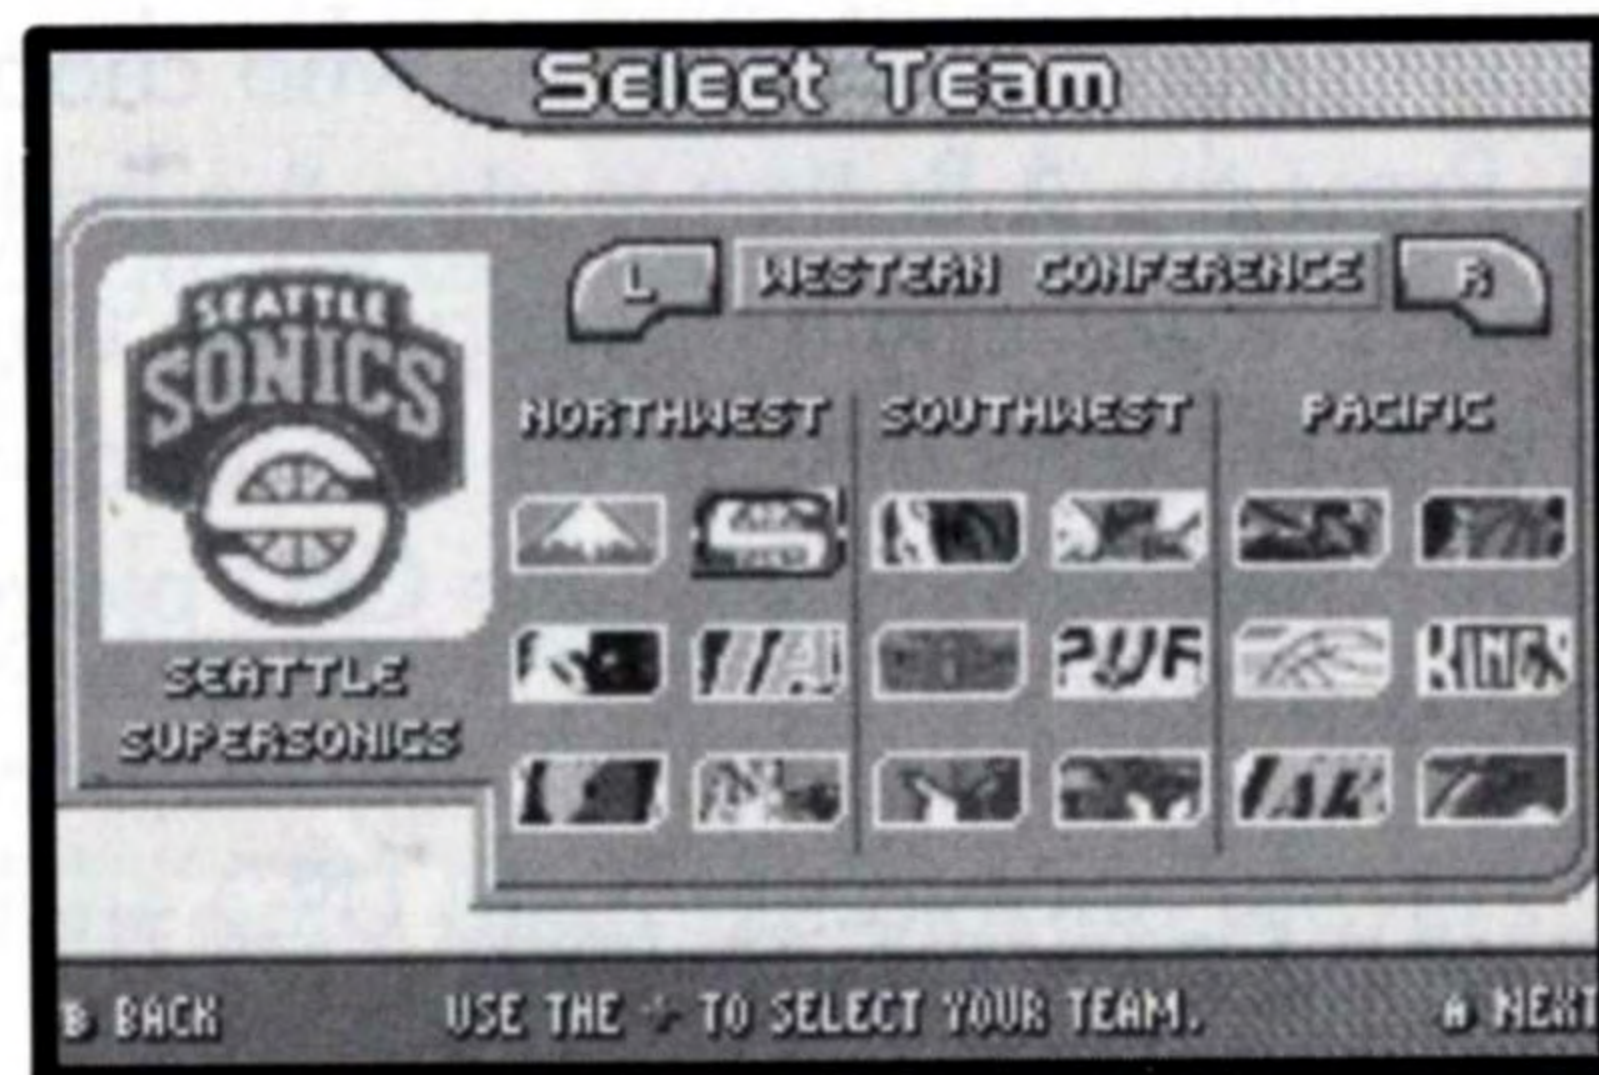 Select Team
L WESTERN CONFERENCE R
SEATTLE
SONICS
NORTHWEST SOUTHWEST PACIFIC
KINGS
SEATTLE
SUPERSONICS
B BACK USE THE TO SELECT YOUR TEAM. A NEXT